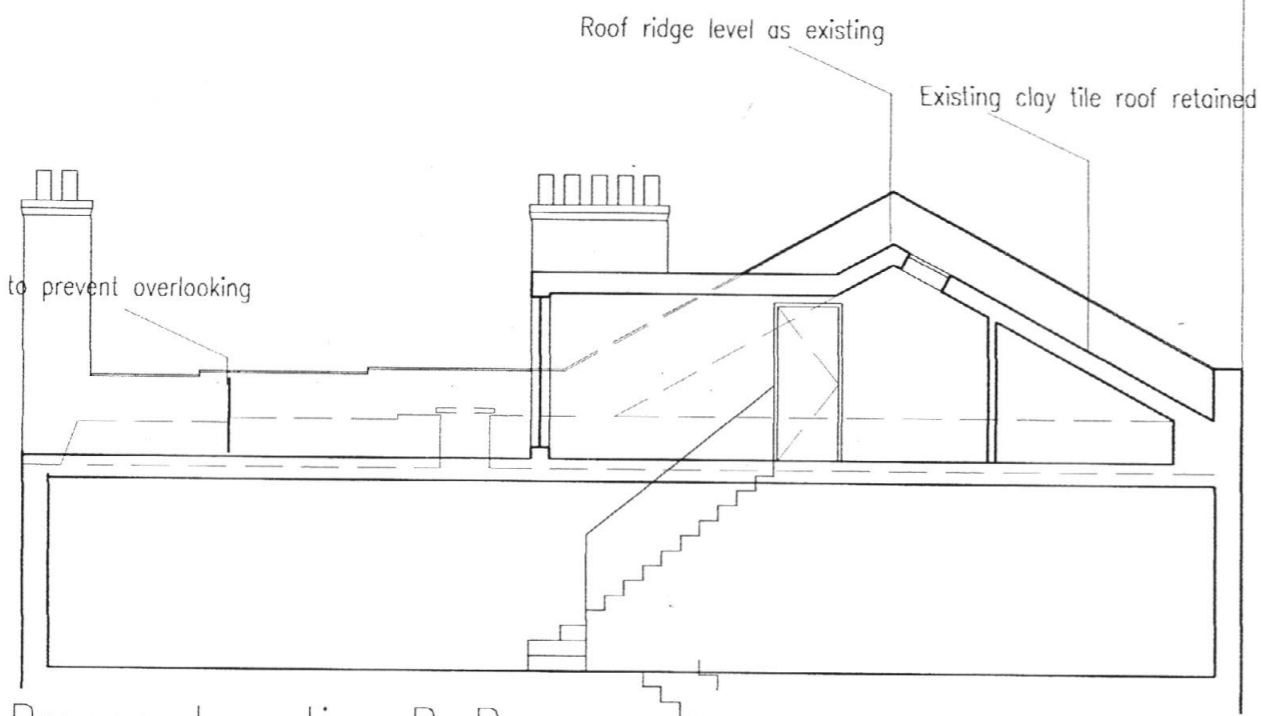 Roof ridge level as existing
Existing clay tile roof retained
to prevent overlooking